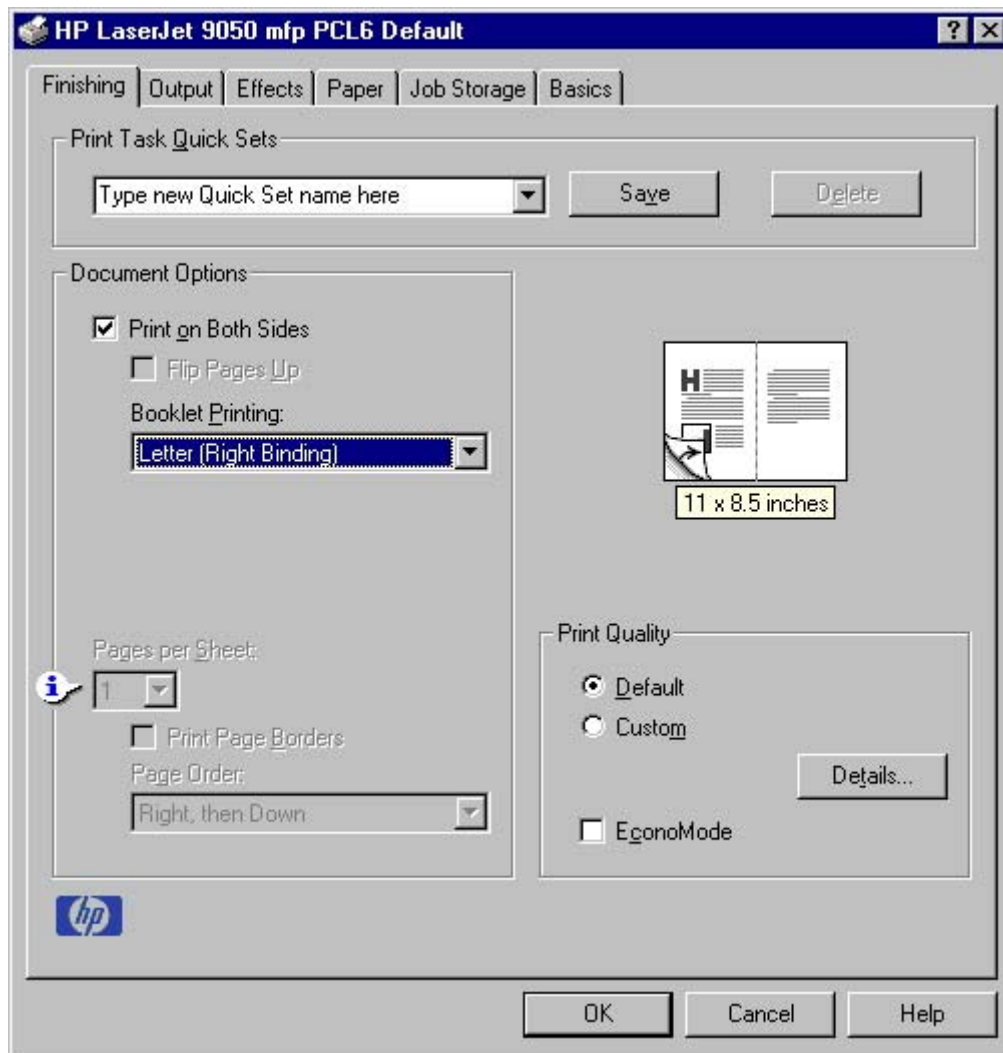 HP LaserJet 9050 mfp PCL6 Default
Finishing Output Effects Paper Job Storage Basics
Print Task Quick Sets
Type new Quick Set name here Save Delete
Document Options
Print on Both Sides
Flip Pages Up
Booklet Printing:
Letter (Right Binding)
H
11 x 8.5 inches
Pages per Sheet:
1
Print Page Borders
Page Order:
Right, then Down
Print Quality
Default
Custom
Details...
EconoMode
hp
OK Cancel Help